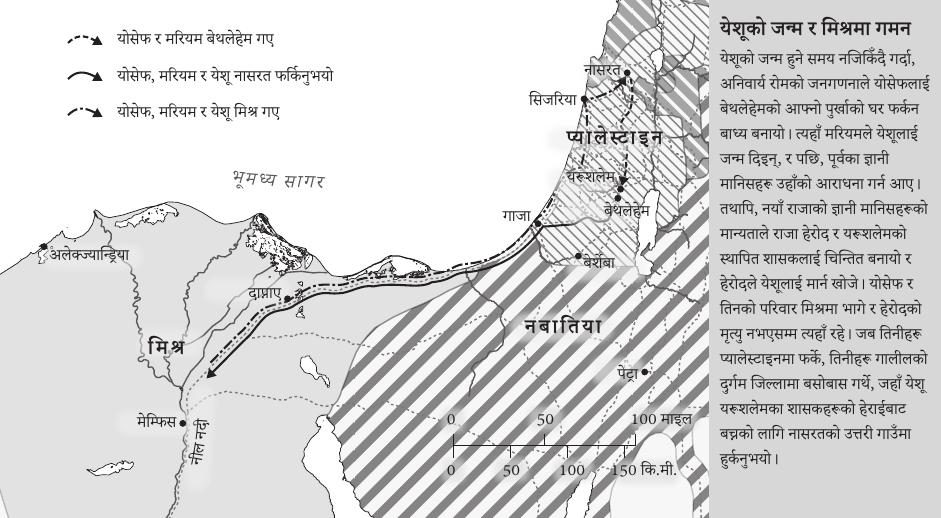 योसेफ र मरियम बेथलेहेम गए
योसेफ, मरियम र येशू नासरत फर्किनुभयो
योसेफ, मरियम र येशू मिश्र गए
भूमध्य सागर
नासरत
सिजरिया
प्यालेस्टाइन
यरूशलेम
बेथलेहेम
गाजा
बेर्शेबा
अलेक्ज्यान्ड्रिया
दाफ्नाए
मिश्र
नबातिया
पेट्रा
मेम्फिस
नील नदी
0 50 100 माइल
0 50 100 150 कि.मी.
येशूको जन्म र मिश्रमा गमन
येशूको जन्म हुने समय नजिकिँदै गर्दा,
अनिवार्य रोमको जनगणनाले योसेफलाई
बेथलेहेमको आफ्नो पुर्खाको घर फर्कन
बाध्य बनायो। त्यहाँ मरियमले येशूलाई
जन्म दिइन्, र पछि, पूर्वका ज्ञानी
मानिसहरू उहाँको आराधना गर्न आए।
तथापि, नयाँ राजाको ज्ञानी मानिसहरूको
मान्यताले राजा हेरोद र यरूशलेमको
स्थापित शासकलाई चिन्तित बनायो र
हेरोदले येशूलाई मार्न खोजे। योसेफ र
तिनको परिवार मिश्रमा भागे र हेरोदको
मृत्यु नभएसम्म त्यहाँ रहे। जब तिनीहरू
प्यालेस्टाइनमा फर्के, तिनीहरू गालीलको
दुर्गम जिल्लामा बसोबास गर्थे, जहाँ येशू
यरूशलेमका शासकहरूको हेराईबाट
बच्नको लागि नासरतको उत्तरी गाउँमा
हुर्कनुभयो।